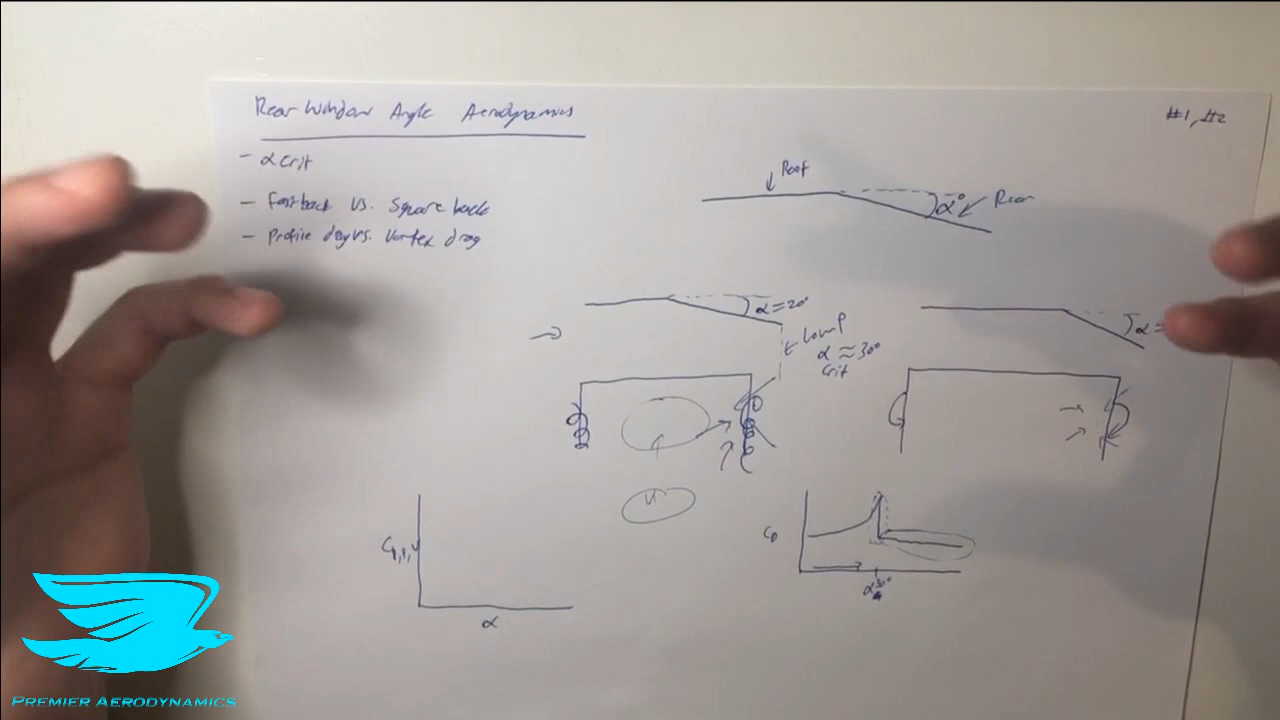 Rear Window Angle Aerodynamics
#1, #2
- α crit
- Fastback vs. Square back
- Profile drag vs. Vortex drag
Roof
α°
Rear
α = 20°
Low P
α ≈ 30°
crit
α =
C
α
CD
α 30°
PREMIER AERODYNAMICS